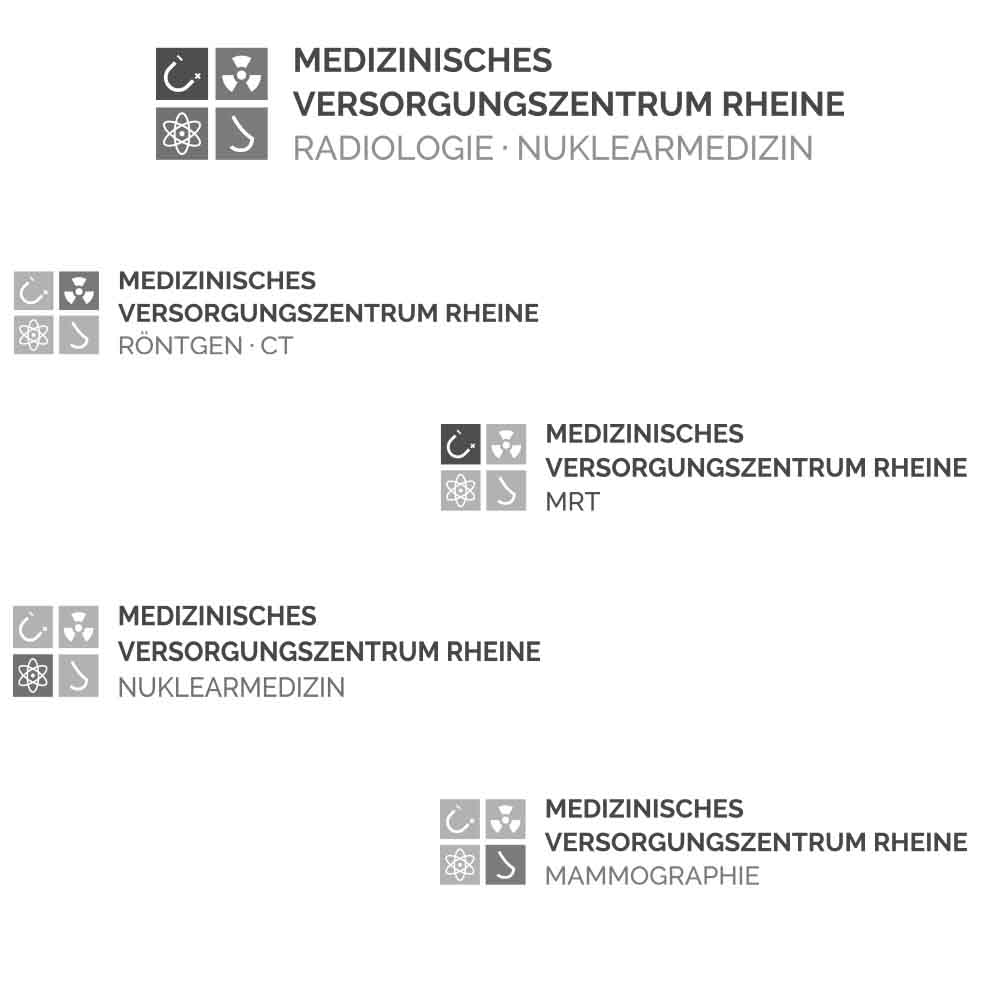 MEDIZINISCHES
VERSORGUNGSZENTRUM RHEINE
RADIOLOGIE · NUKLEARMEDIZIN
MEDIZINISCHES
VERSORGUNGSZENTRUM RHEINE
RÖNTGEN · CT
MEDIZINISCHES
VERSORGUNGSZENTRUM RHEINE
MRT
MEDIZINISCHES
VERSORGUNGSZENTRUM RHEINE
NUKLEARMEDIZIN
MEDIZINISCHES
VERSORGUNGSZENTRUM RHEINE
MAMMOGRAPHIE